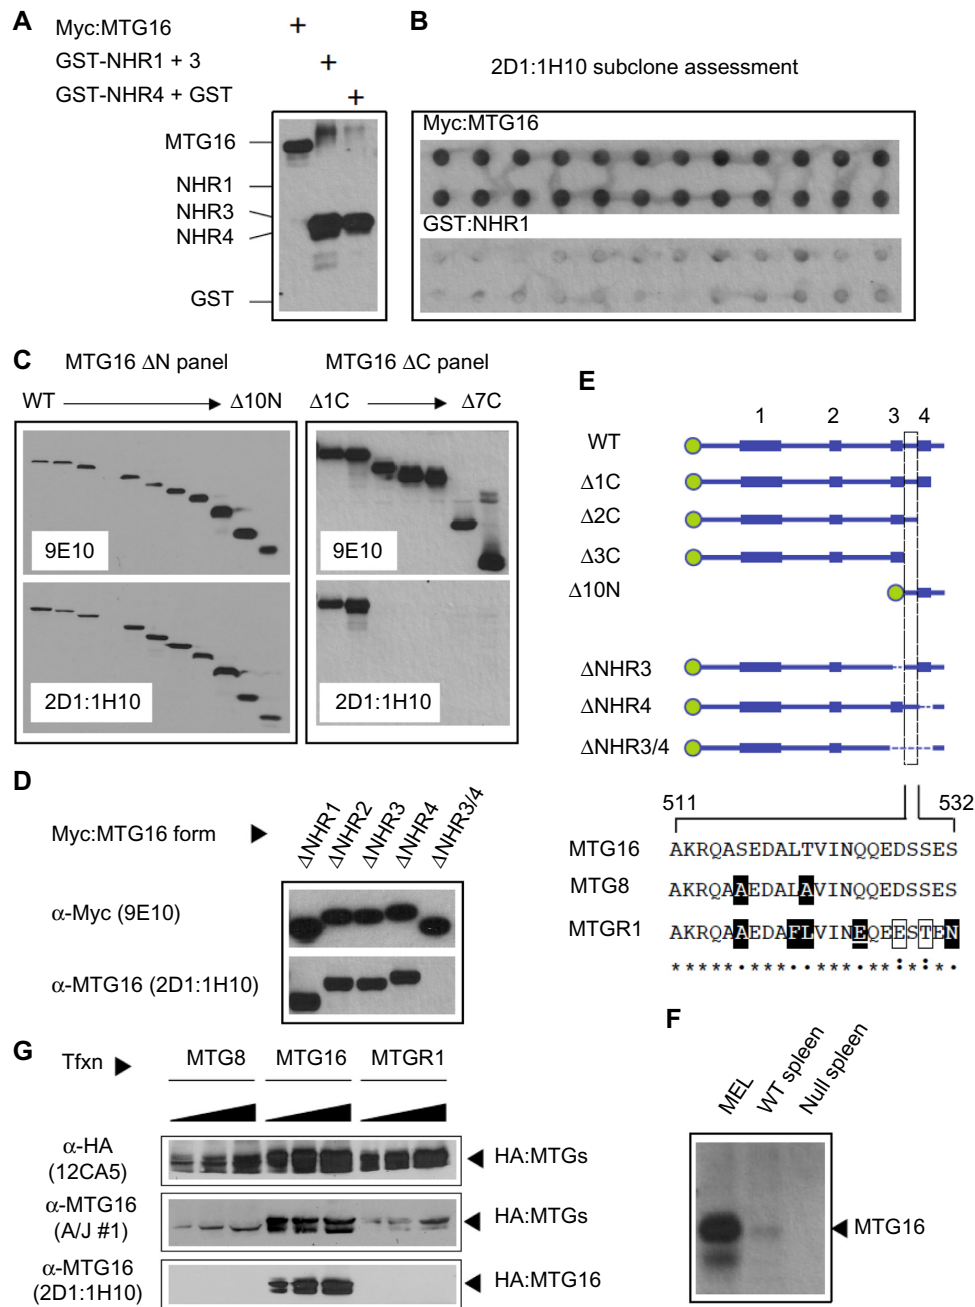 A
Myc:MTG16 +
GST-NHR1 + 3 +
GST-NHR4 + GST +
MTG16
NHR1
NHR3
NHR4
GST
B
2D1:1H10 subclone assessment
Myc:MTG16
GST:NHR1
C
MTG16 ΔN panel
WT Δ10N
9E10
2D1:1H10
MTG16 ΔC panel
Δ1C Δ7C
9E10
2D1:1H10
D
Myc:MTG16 form
ΔNHR1
ΔNHR2
ΔNHR3
ΔNHR4
ΔNHR3/4
α-Myc (9E10)
α-MTG16 (2D1:1H10)
E
1 2 3 4
WT
Δ1C
Δ2C
Δ3C
Δ10N
ΔNHR3
ΔNHR4
ΔNHR3/4
511 532
MTG16 AKRQASEDALTVINQQEDSSES
MTG8 AKRQAAEDALAVINQQEDSSES
MTGR1 AKRQAAEDAFLVINEQEESTEN
*****.***..***.**:*:*.
F
MEL
WT spleen
Null spleen
MTG16
G
Tfxn MTG8 MTG16 MTGR1
α-HA
(12CA5)
HA:MTGs
α-MTG16
(A/J #1)
HA:MTGs
α-MTG16
(2D1:1H10)
HA:MTG16